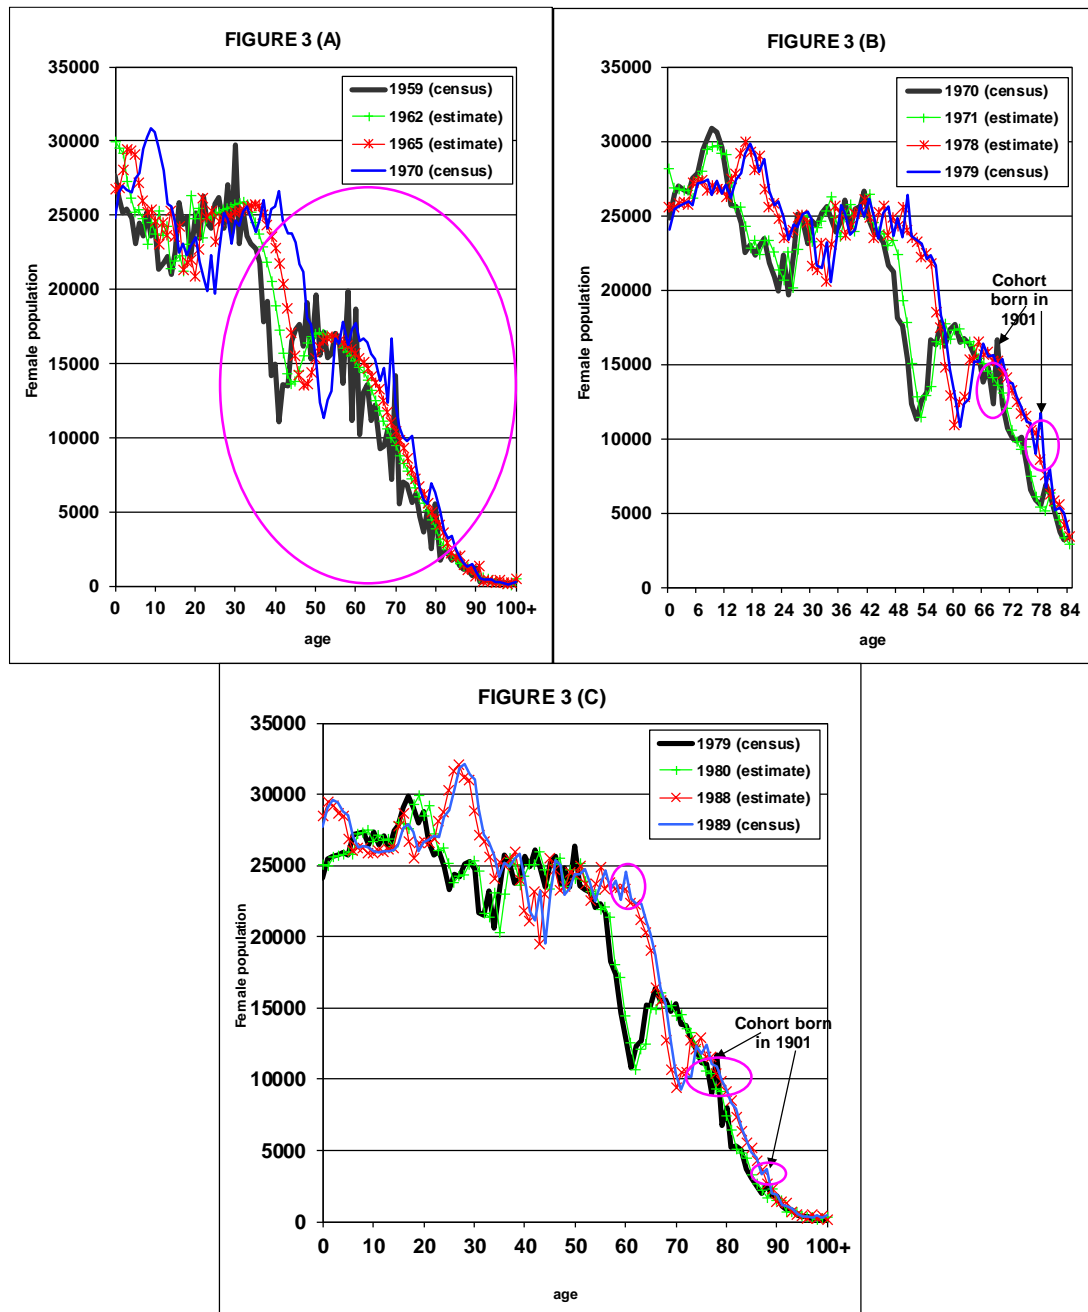 FIGURE 3 (A)
Female population
35000
30000
25000
20000
15000
10000
5000
0
1959 (census)
1962 (estimate)
1965 (estimate)
1970 (census)
0 10 20 30 40 50 60 70 80 90 100+
age
FIGURE 3 (B)
Female population
35000
30000
25000
20000
15000
10000
5000
0
1970 (census)
1971 (estimate)
1978 (estimate)
1979 (census)
Cohort
born in
1901
0 6 12 18 24 30 36 42 48 54 60 66 72 78 84
age
FIGURE 3 (C)
Female population
35000
30000
25000
20000
15000
10000
5000
0
1979 (census)
1980 (estimate)
1988 (estimate)
1989 (census)
Cohort born
in 1901
0 10 20 30 40 50 60 70 80 90 100+
age